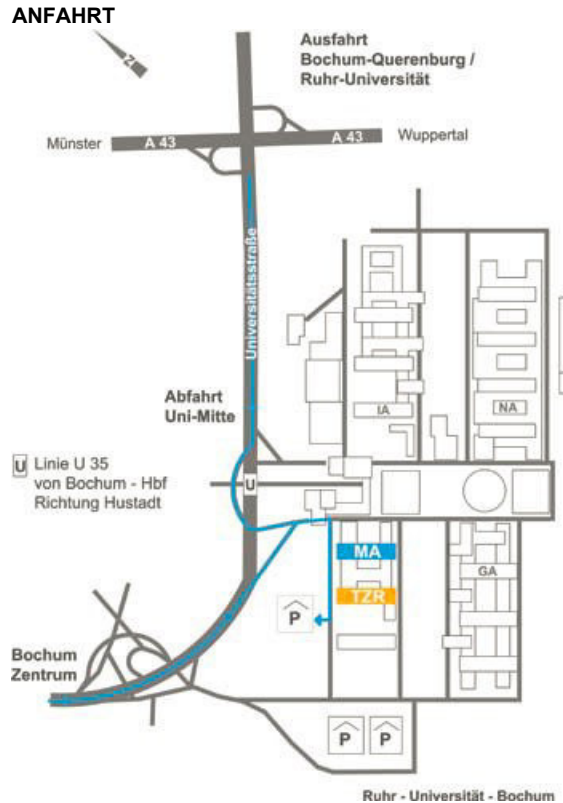 ANFAHRT
N
Ausfahrt
Bochum-Querenburg /
Ruhr-Universität
Münster
A 43
A 43
Wuppertal
Universitätsstraße
Abfahrt
Uni-Mitte
IA
NA
U
Linie U 35
von Bochum - Hbf
Richtung Hustadt
U
MA
GA
TZR
P
Bochum
Zentrum
P
P
Ruhr - Universität - Bochum